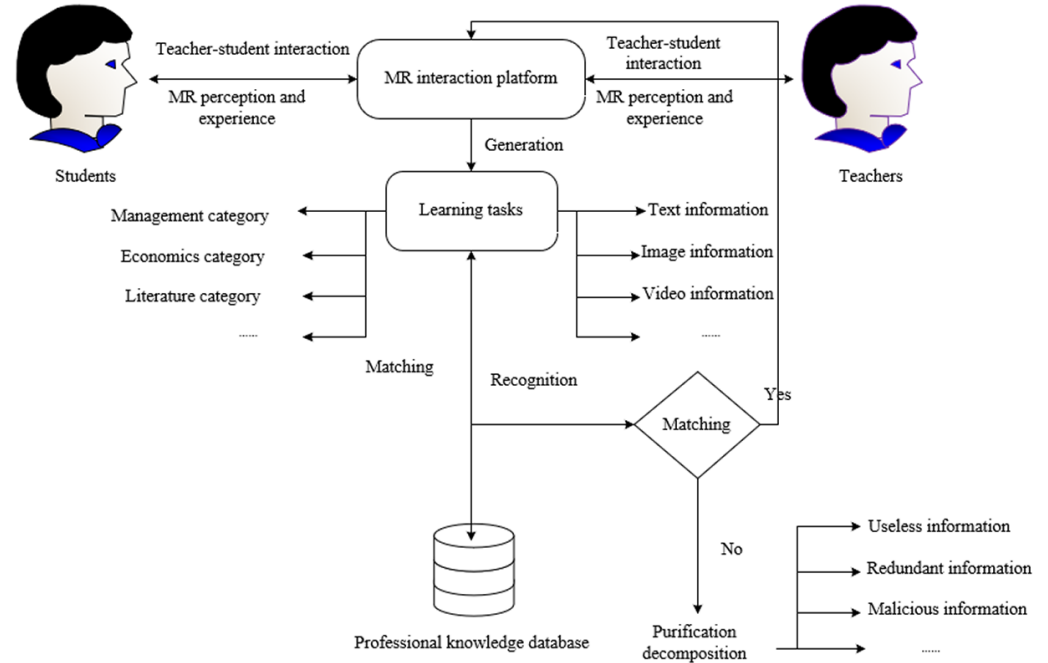 Teacher-student interaction
MR interaction platform
Teacher-student
interaction
MR perception and
experience
MR perception and
experience
Students
Teachers
Generation
Learning tasks
Management category
Economics category
Literature category
......
Text information
Image information
Video information
......
Matching
Recognition
Yes
Matching
No
Professional knowledge database
Purification
decomposition
Useless information
Redundant information
Malicious information
......